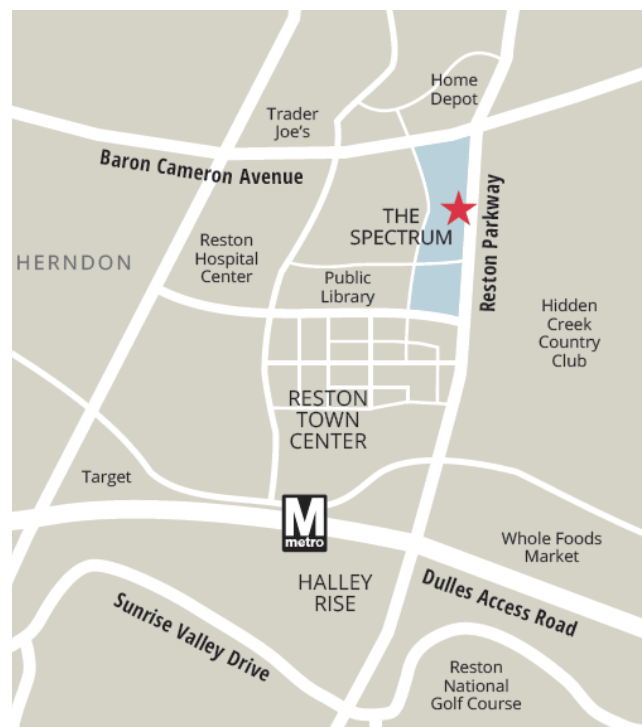 Home
Depot
Trader
Joe's
Baron Cameron Avenue
THE
SPECTRUM
Reston Parkway
Reston
Hospital
Center
HERNDON
Public
Library
Hidden
Creek
Country
Club
RESTON
TOWN
CENTER
Target
M
metro
Whole Foods
Market
HALLEY
RISE
Dulles Access Road
Sunrise Valley Drive
Reston
National
Golf Course